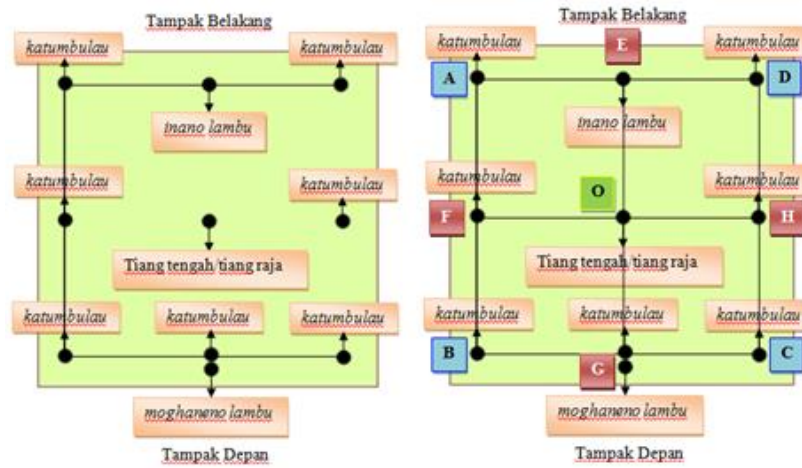 Tampak Belakang
katumbulau
katumbulau
inano lambu
katumbulau
katumbulau
Tiang tengah/tiang raja
katumbulau
katumbulau
katumbulau
moghaneno lambu
Tampak Depan
Tampak Belakang
katumbulau
E
katumbulau
A
D
inano lambu
katumbulau
katumbulau
O
F
H
Tiang tengah/tiang raja
katumbulau
katumbulau
katumbulau
B
G
C
moghaneno lambu
Tampak Depan